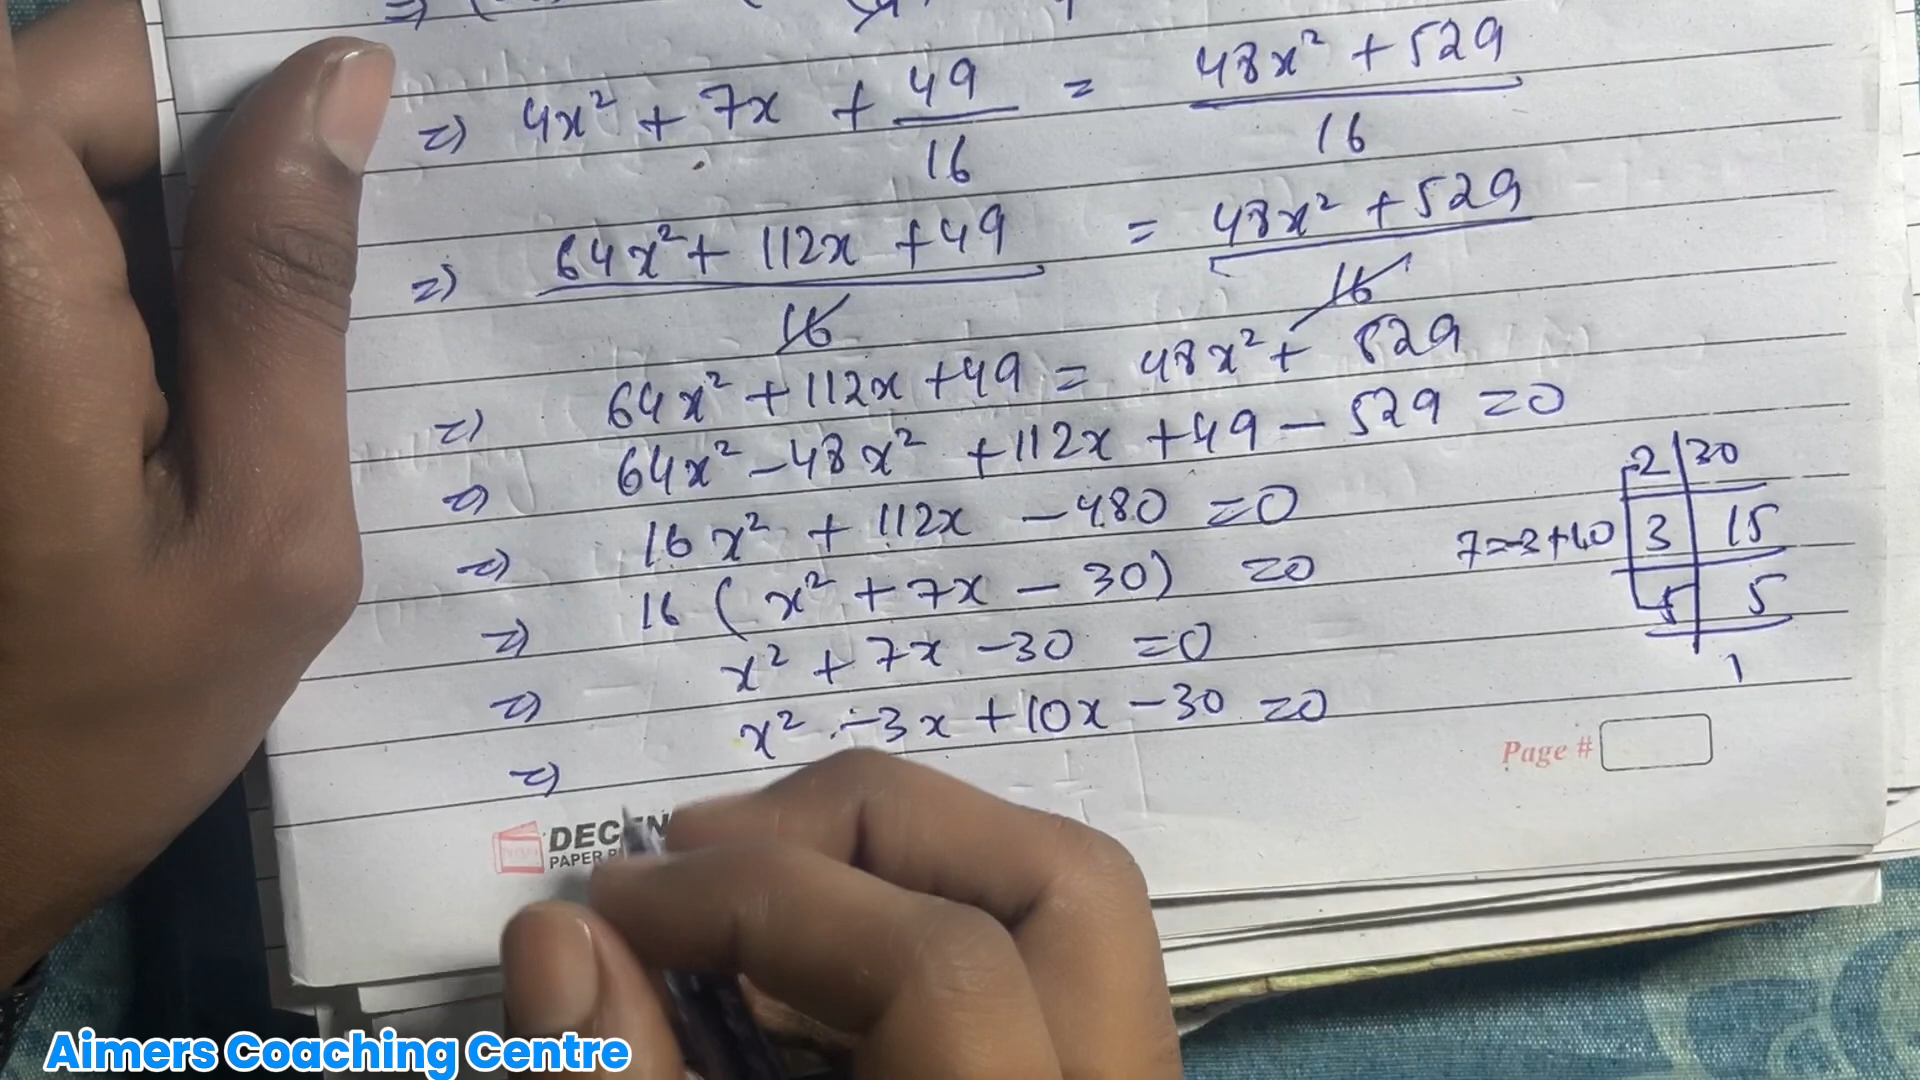 => 4x² + 7x + 49/16 = 48x² + 529/16
=> 64x² + 112x + 49/16 = 48x² + 529/16
=> 64x² + 112x + 49 = 48x² + 529
=> 64x² - 48x² + 112x + 49 - 529 = 0
=> 16x² + 112x - 480 = 0
=> 16 (x² + 7x - 30) = 0
=> x² + 7x - 30 = 0
=> x² - 3x + 10x - 30 = 0
=>
2 | 30
7 = -3 + 10
3 | 15
5 | 5
1
Page #
DECEN
PAPER P
Aimers Coaching Centre